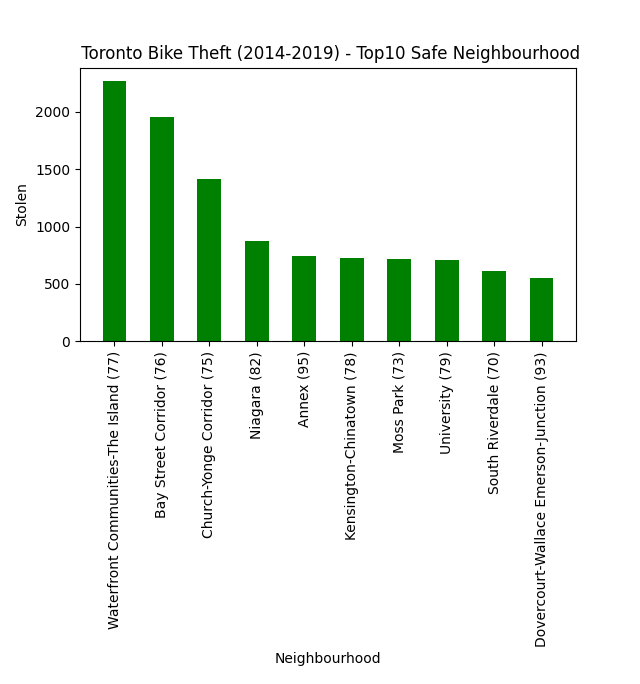 Toronto Bike Theft (2014-2019) - Top10 Safe Neighbourhood
Stolen
2000
1500
1000
500
0
Waterfront Communities-The Island (77)
Bay Street Corridor (76)
Church-Yonge Corridor (75)
Niagara (82)
Annex (95)
Kensington-Chinatown (78)
Moss Park (73)
University (79)
South Riverdale (70)
Dovercourt-Wallace Emerson-Junction (93)
Neighbourhood